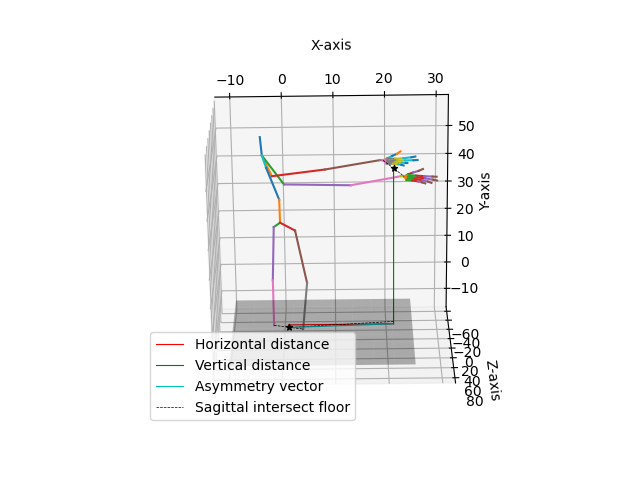 X-axis
−10 0 10 20 30
50
40
30
20
10
0
−10
Y-axis
−60
−40
−20
0
20
40
60
80
Z-axis
Horizontal distance
Vertical distance
Asymmetry vector
Sagittal intersect floor